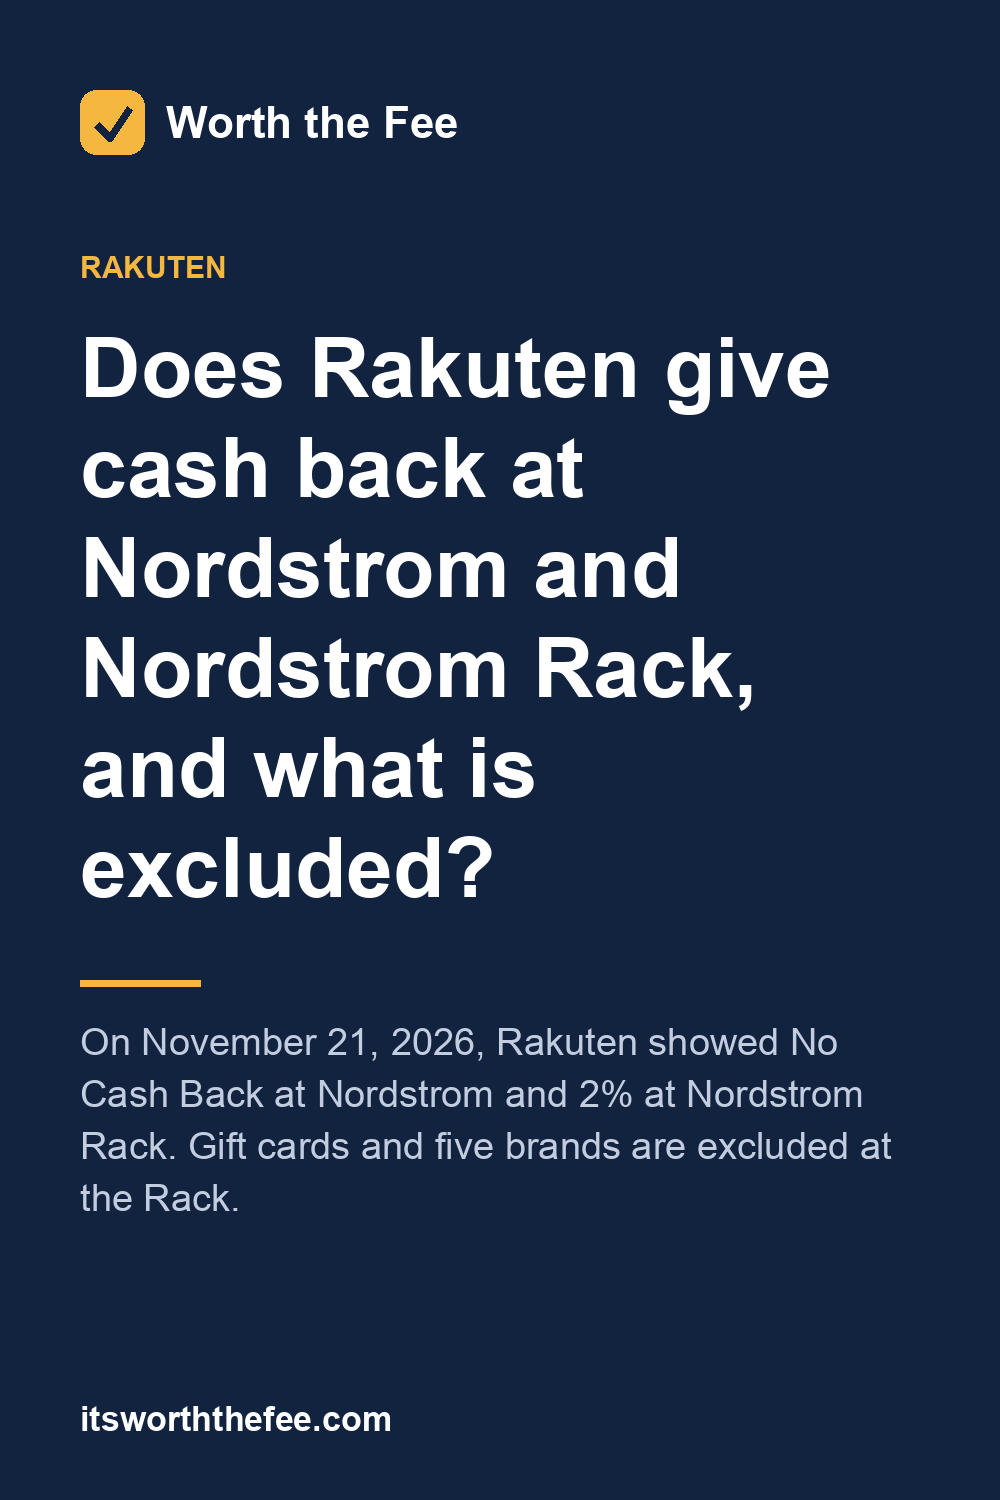 Worth the Fee
RAKUTEN
Does Rakuten give
cash back at
Nordstrom and
Nordstrom Rack,
and what is
excluded?
On November 21, 2026, Rakuten showed No
Cash Back at Nordstrom and 2% at Nordstrom
Rack. Gift cards and five brands are excluded at
the Rack.
itsworththefee.com